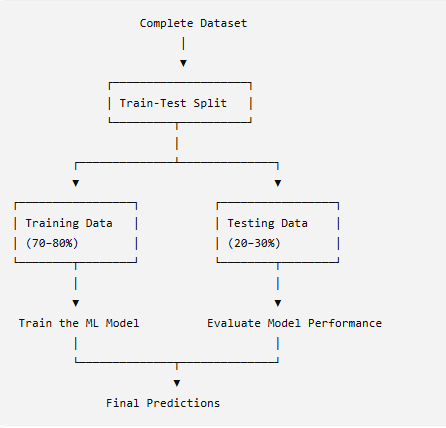 Complete Dataset
Train-Test Split
Training Data
(70–80%)
Testing Data
(20–30%)
Train the ML Model
Evaluate Model Performance
Final Predictions